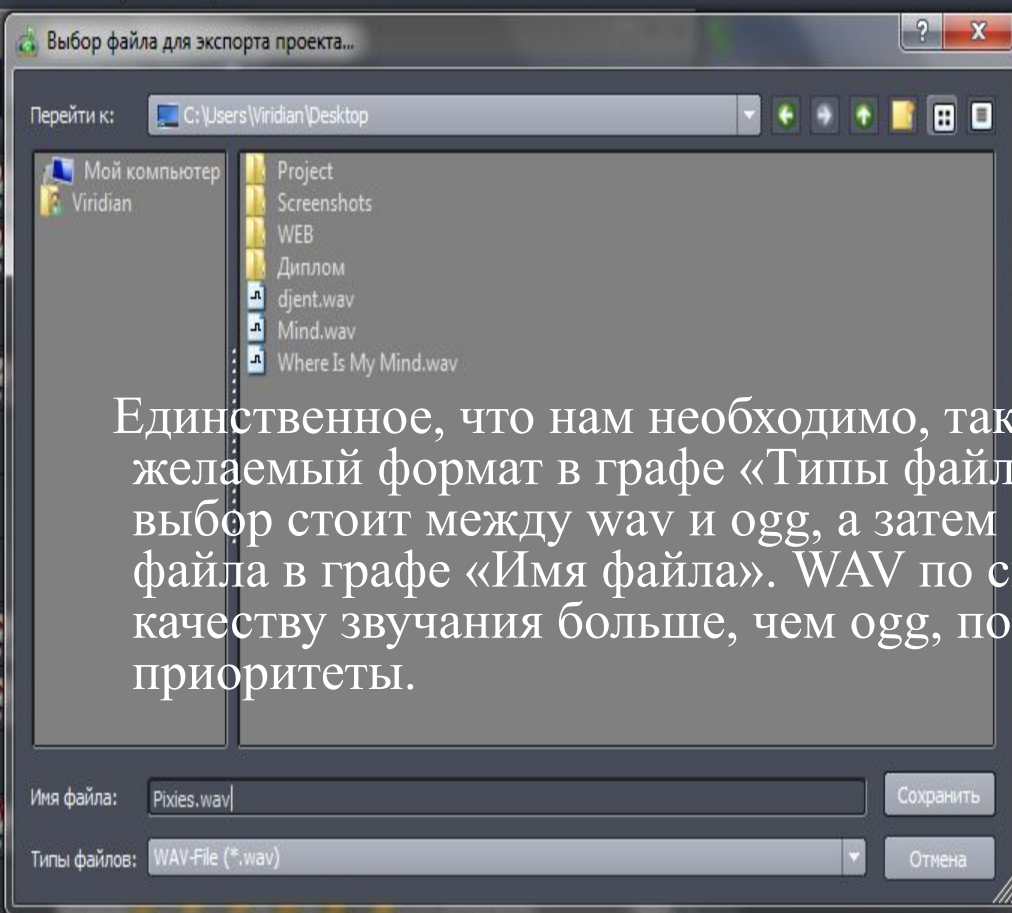 Выбор файла для экспорта проекта...
Перейти к: C:\Users\Viridian\Desktop
Мой компьютер
Viridian
Project
Screenshots
WEB
Диплом
djent.wav
Mind.wav
Where Is My Mind.wav
Единственное, что нам необходимо, так
желаемый формат в графе «Типы файл
выбор стоит между wav и ogg, а затем
файла в графе «Имя файла». WAV по с
качеству звучания больше, чем ogg, по
приоритеты.
Имя файла: Pixies.wav Сохранить
Типы файлов: WAV-File (*.wav) Отмена